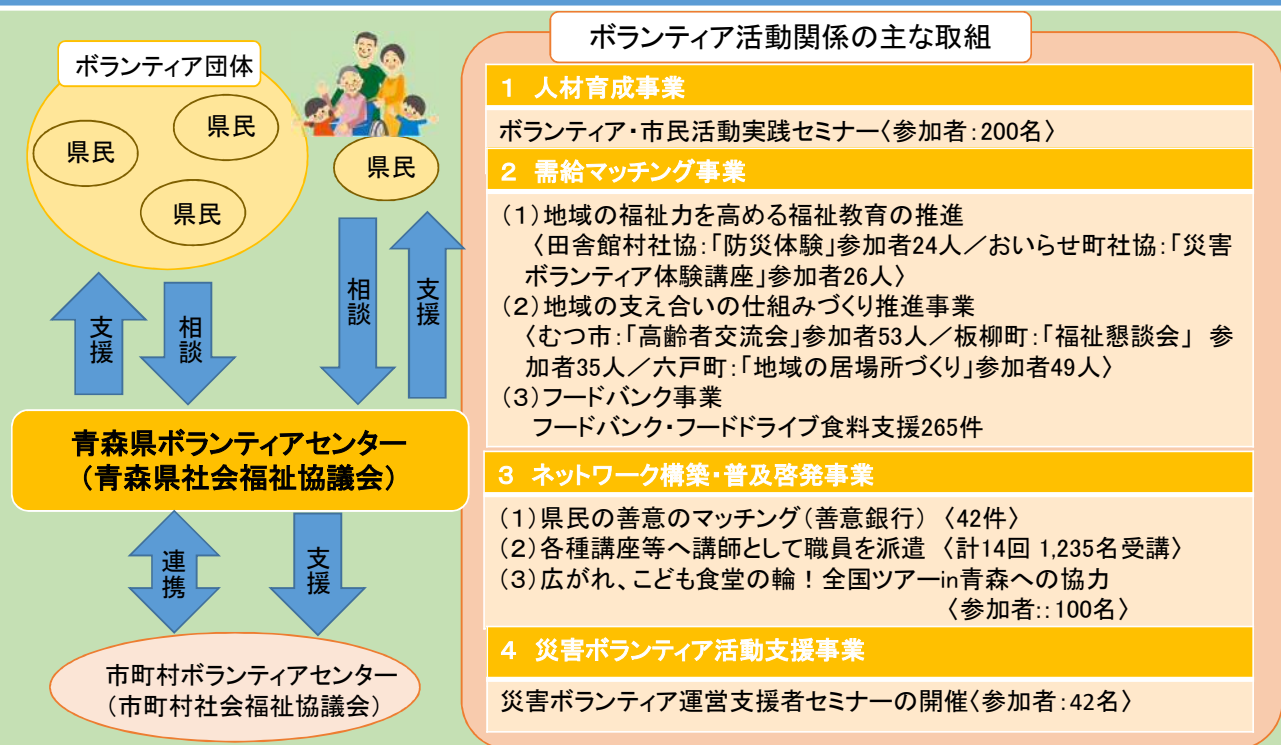 ボランティア団体
県民
県民
県民
県民
支援
相談
相談
支援
青森県ボランティアセンター
（青森県社会福祉協議会）
連携
支援
市町村ボランティアセンター
（市町村社会福祉協議会）
ボランティア活動関係の主な取組
１ 人材育成事業
ボランティア・市民活動実践セミナー〈参加者：200名〉
２ 需給マッチング事業
（１）地域の福祉力を高める福祉教育の推進
〈田舎館村社協：「防災体験」参加者24人／おいらせ町社協：「災害
ボランティア体験講座」参加者26人〉
（２）地域の支え合いの仕組みづくり推進事業
〈むつ市：「高齢者交流会」参加者53人／板柳町：「福祉懇談会」 参
加者35人／六戸町：「地域の居場所づくり」参加者49人〉
（３）フードバンク事業
フードバンク・フードドライブ食料支援265件
３ ネットワーク構築・普及啓発事業
（１）県民の善意のマッチング（善意銀行） 〈42件〉
（２）各種講座等へ講師として職員を派遣 〈計14回 1,235名受講〉
（３）広がれ、こども食堂の輪！全国ツアーin青森への協力
〈参加者：：100名〉
４ 災害ボランティア活動支援事業
災害ボランティア運営支援者セミナーの開催〈参加者：42名〉